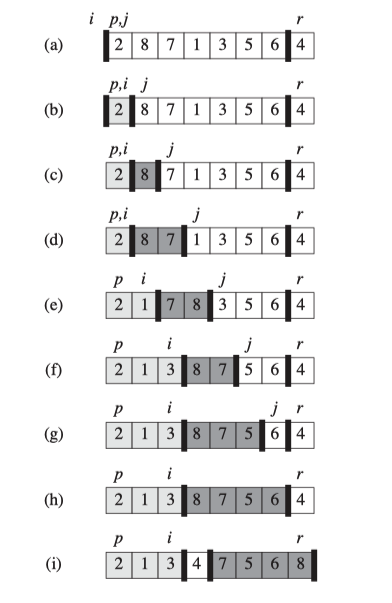 i p,j r
(a) 2 8 7 1 3 5 6 4
p,i j r
(b) 2 8 7 1 3 5 6 4
p,i j r
(c) 2 8 7 1 3 5 6 4
p,i j r
(d) 2 8 7 1 3 5 6 4
p i j r
(e) 2 1 7 8 3 5 6 4
p i j r
(f) 2 1 3 8 7 5 6 4
p i j r
(g) 2 1 3 8 7 5 6 4
p i r
(h) 2 1 3 8 7 5 6 4
p i r
(i) 2 1 3 4 7 5 6 8